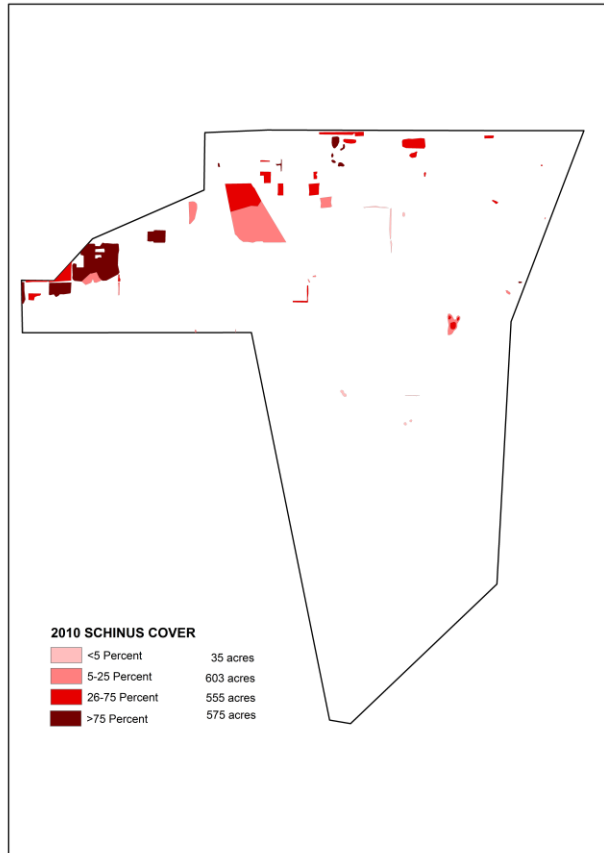 2010 SCHINUS COVER
<5 Percent 35 acres
5-25 Percent 603 acres
26-75 Percent 555 acres
>75 Percent 575 acres